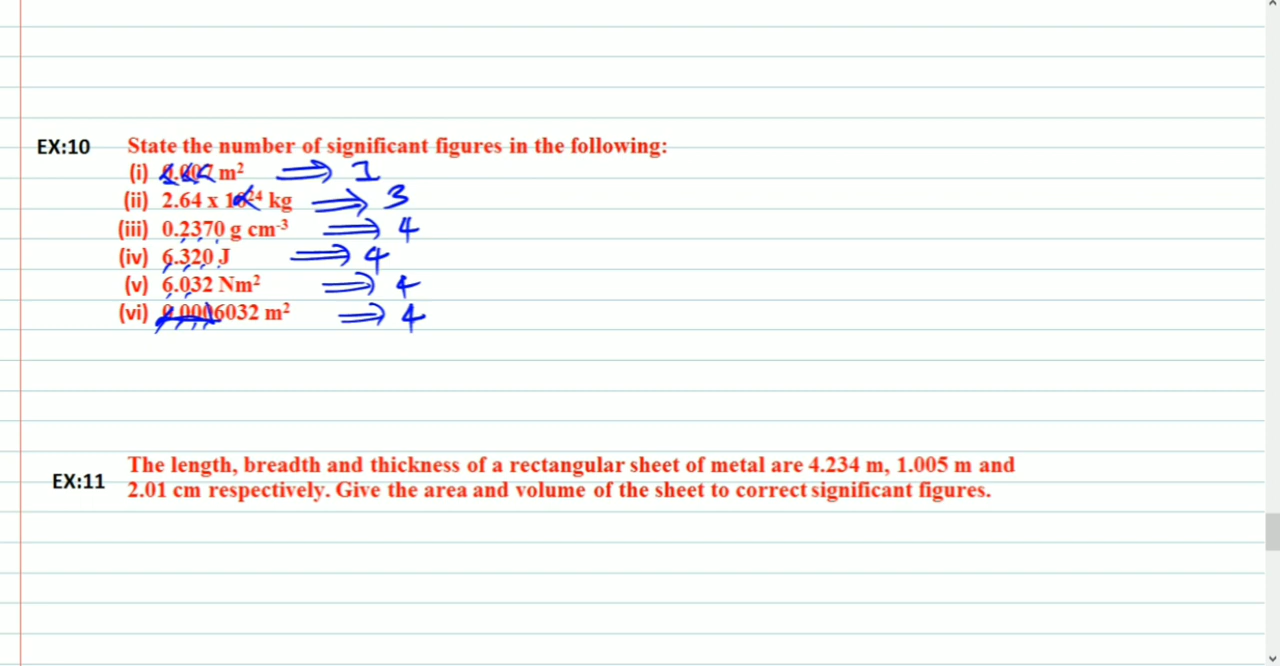 EX:10 State the number of significant figures in the following:
(i) 0.007 m² ⇒ 1
(ii) 2.64 x 10²⁴ kg ⇒ 3
(iii) 0.2370 g cm⁻³ ⇒ 4
(iv) 6.320 J ⇒ 4
(v) 6.032 Nm² ⇒ 4
(vi) 0.0006032 m² ⇒ 4
The length, breadth and thickness of a rectangular sheet of metal are 4.234 m, 1.005 m and
EX:11 2.01 cm respectively. Give the area and volume of the sheet to correct significant figures.